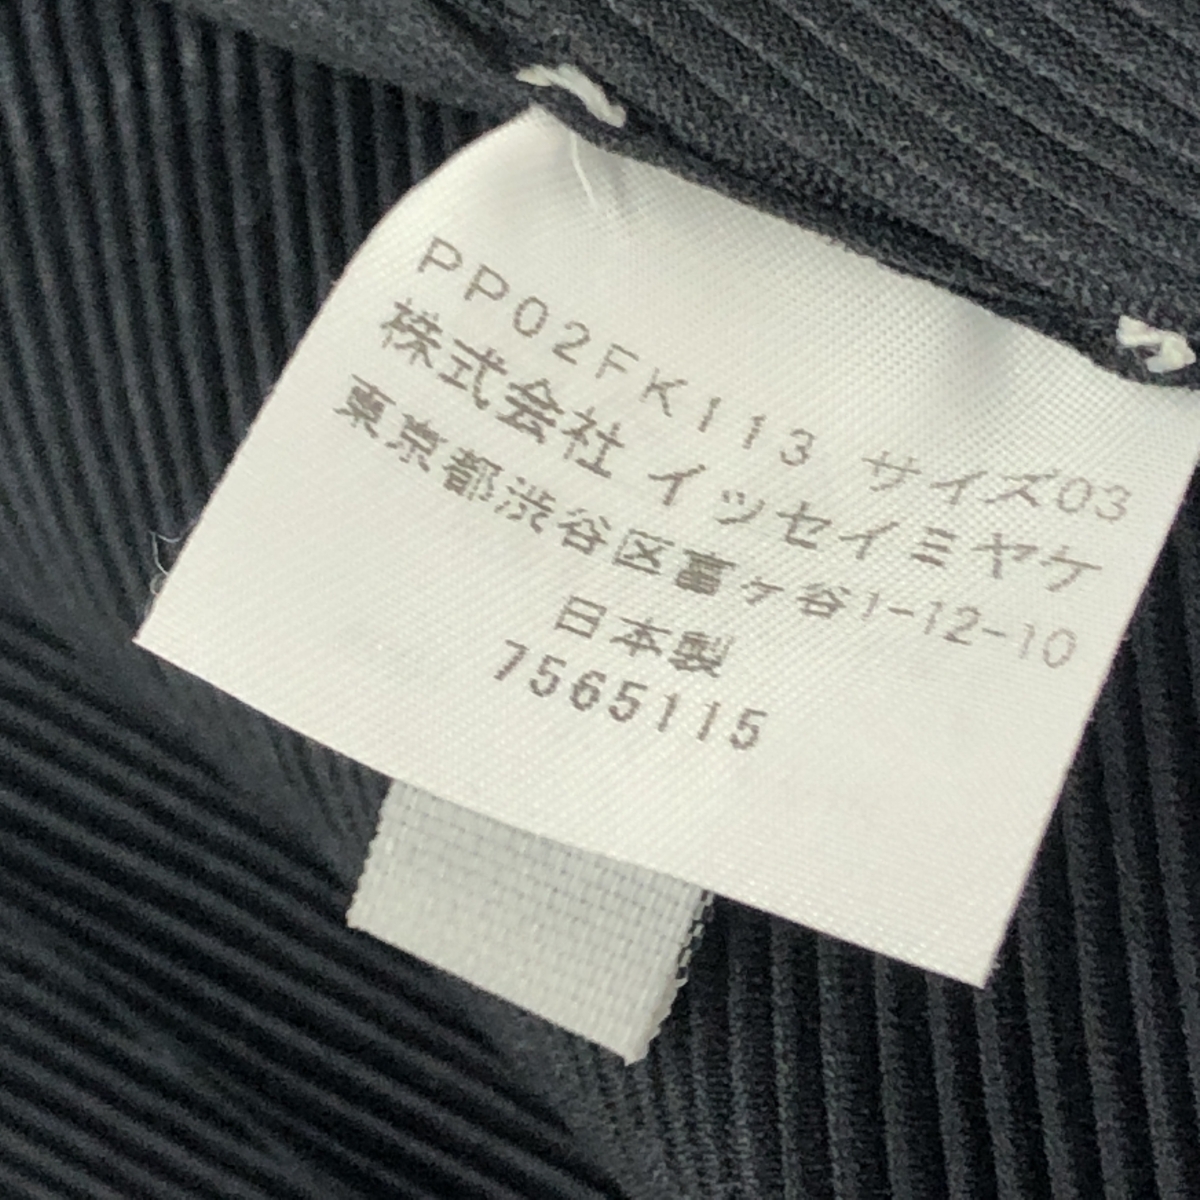 PP02FK113 サイズ03
株式会社 イッセイミヤケ
東京都渋谷区富ヶ谷1-12-10
日本製
7565115